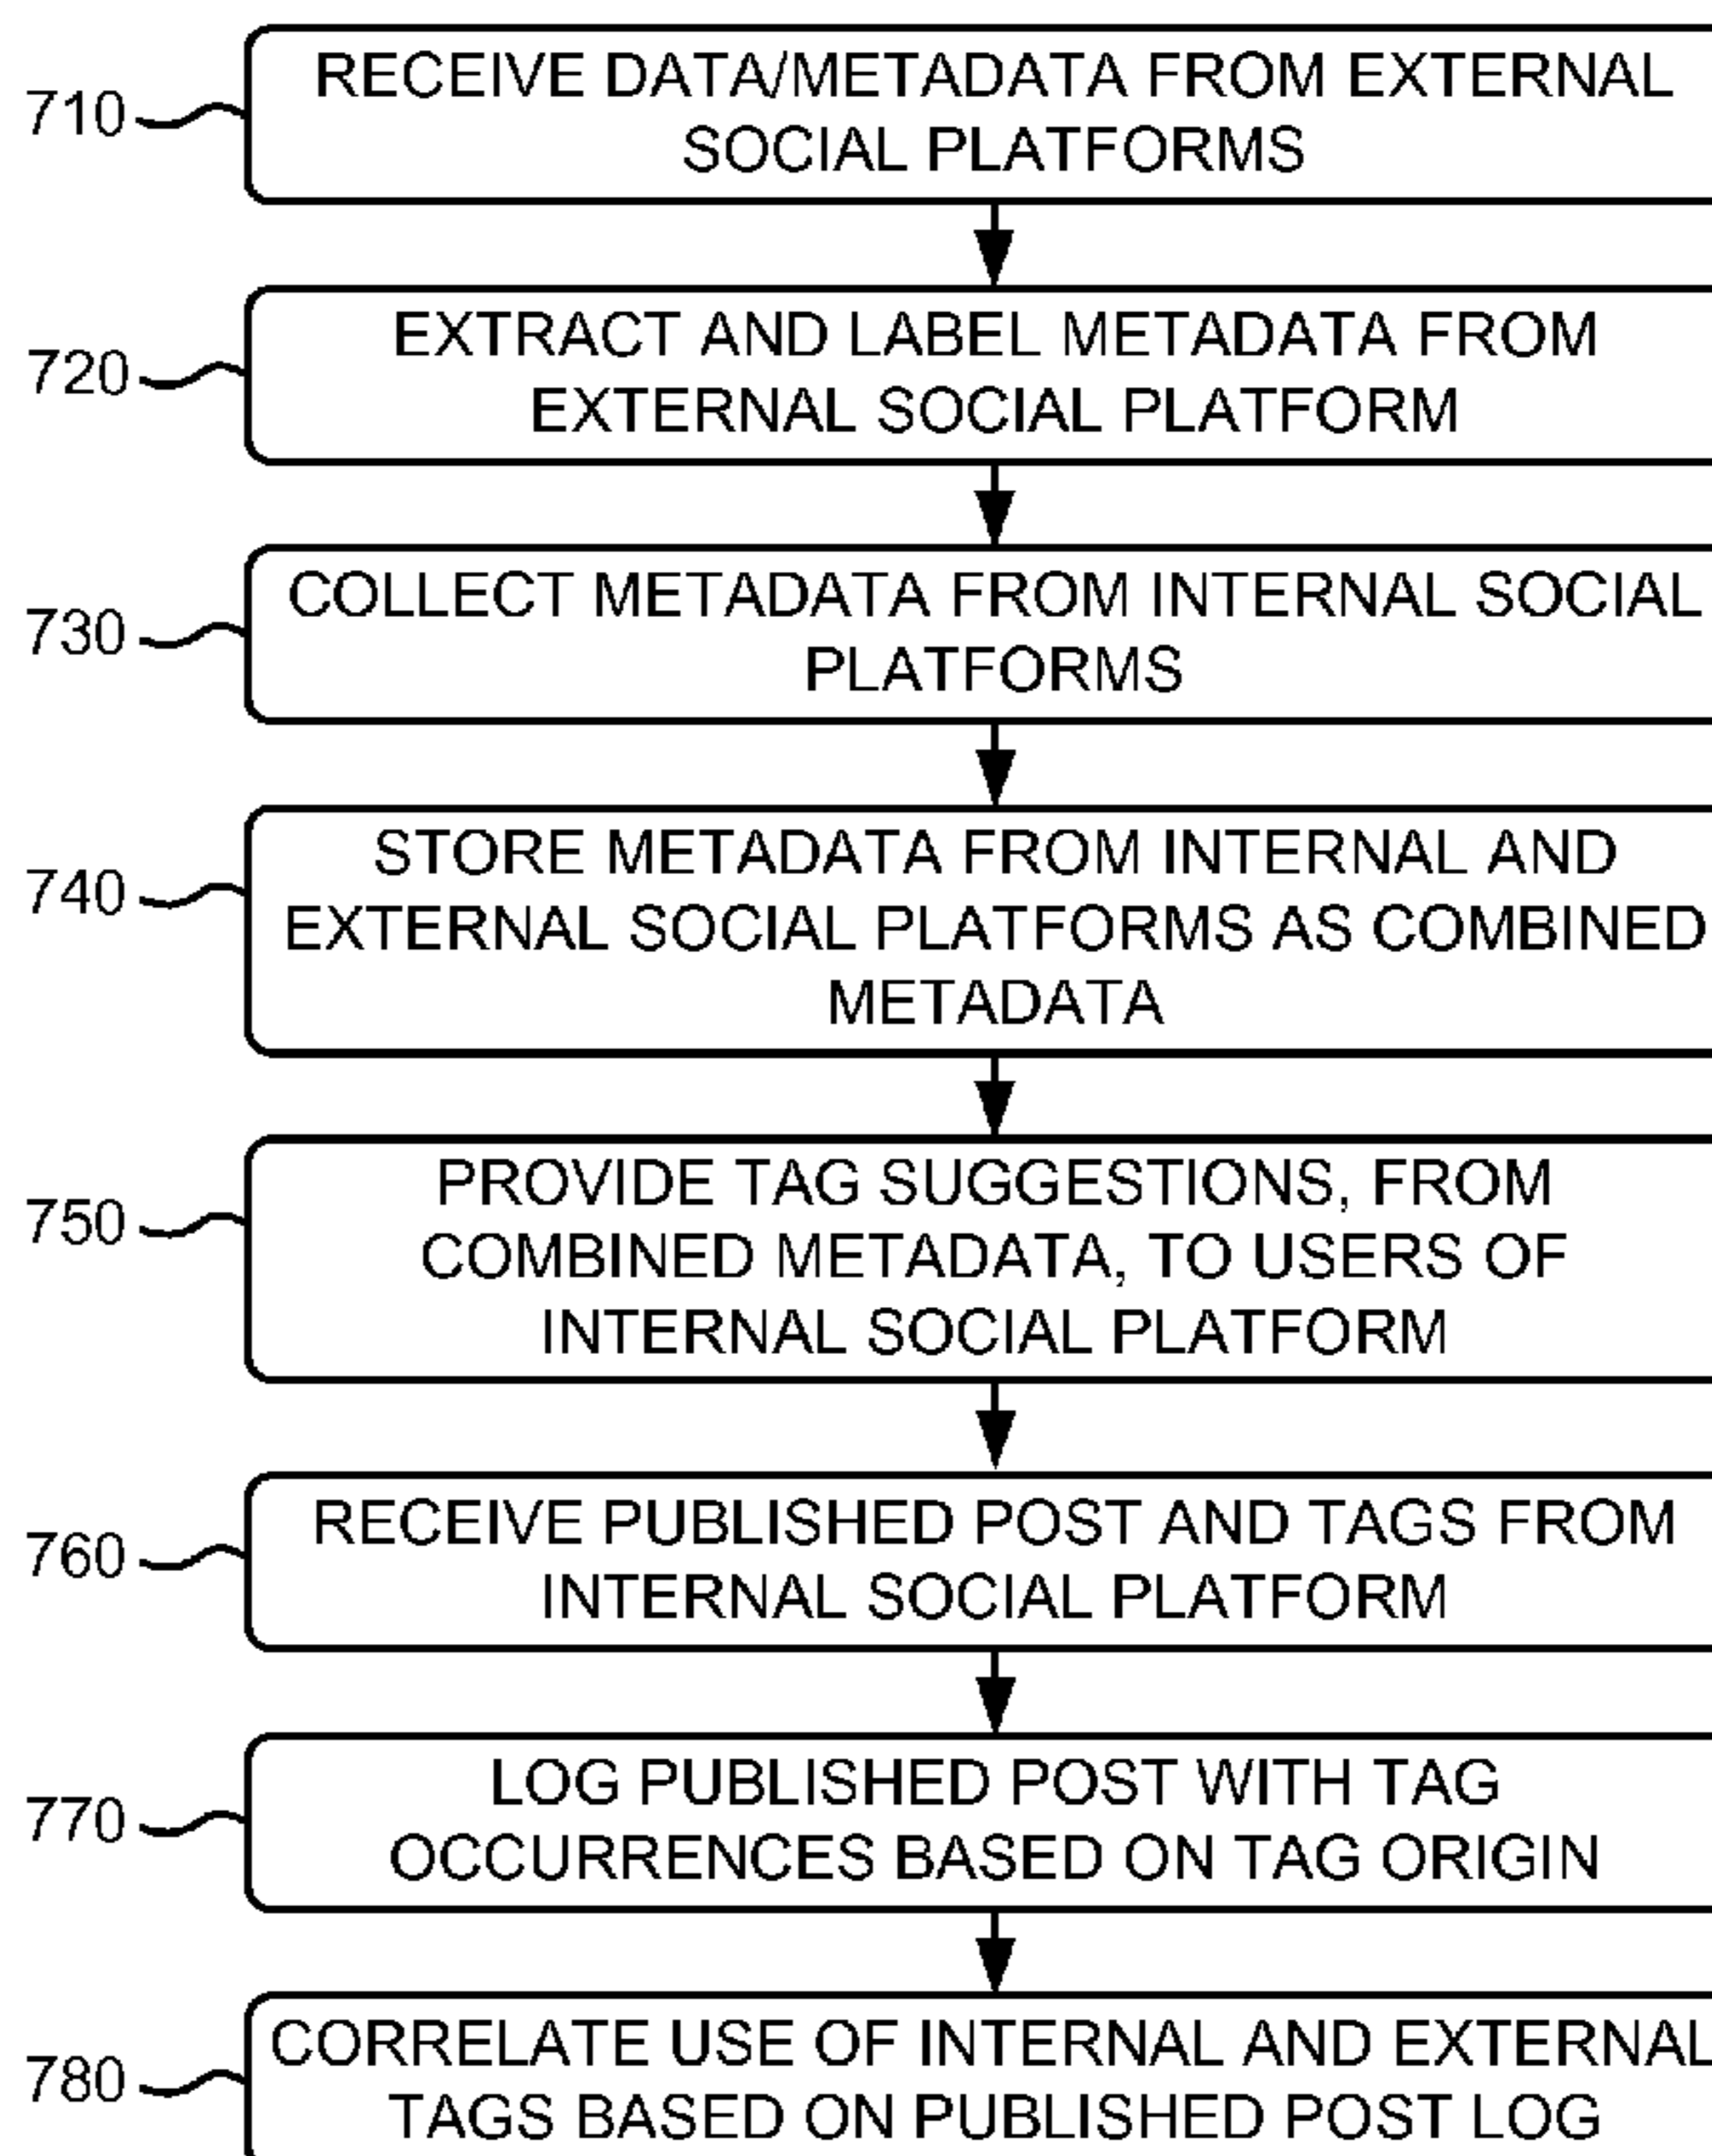 710
RECEIVE DATA/METADATA FROM EXTERNAL
SOCIAL PLATFORMS
720
EXTRACT AND LABEL METADATA FROM
EXTERNAL SOCIAL PLATFORM
730
COLLECT METADATA FROM INTERNAL SOCIAL
PLATFORMS
740
STORE METADATA FROM INTERNAL AND
EXTERNAL SOCIAL PLATFORMS AS COMBINED
METADATA
750
PROVIDE TAG SUGGESTIONS, FROM
COMBINED METADATA, TO USERS OF
INTERNAL SOCIAL PLATFORM
760
RECEIVE PUBLISHED POST AND TAGS FROM
INTERNAL SOCIAL PLATFORM
770
LOG PUBLISHED POST WITH TAG
OCCURRENCES BASED ON TAG ORIGIN
780
CORRELATE USE OF INTERNAL AND EXTERNAL
TAGS BASED ON PUBLISHED POST LOG